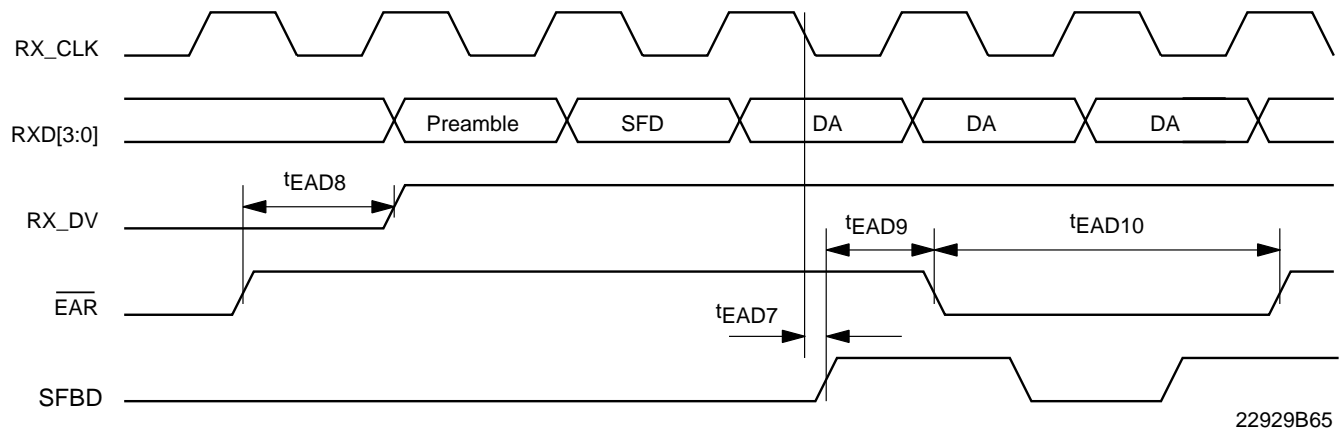 RX_CLK
RXD[3:0]
Preamble
SFD
DA
DA
DA
tEAD8
RX_DV
tEAD9
tEAD10
EAR
tEAD7
SFBD
22929B65